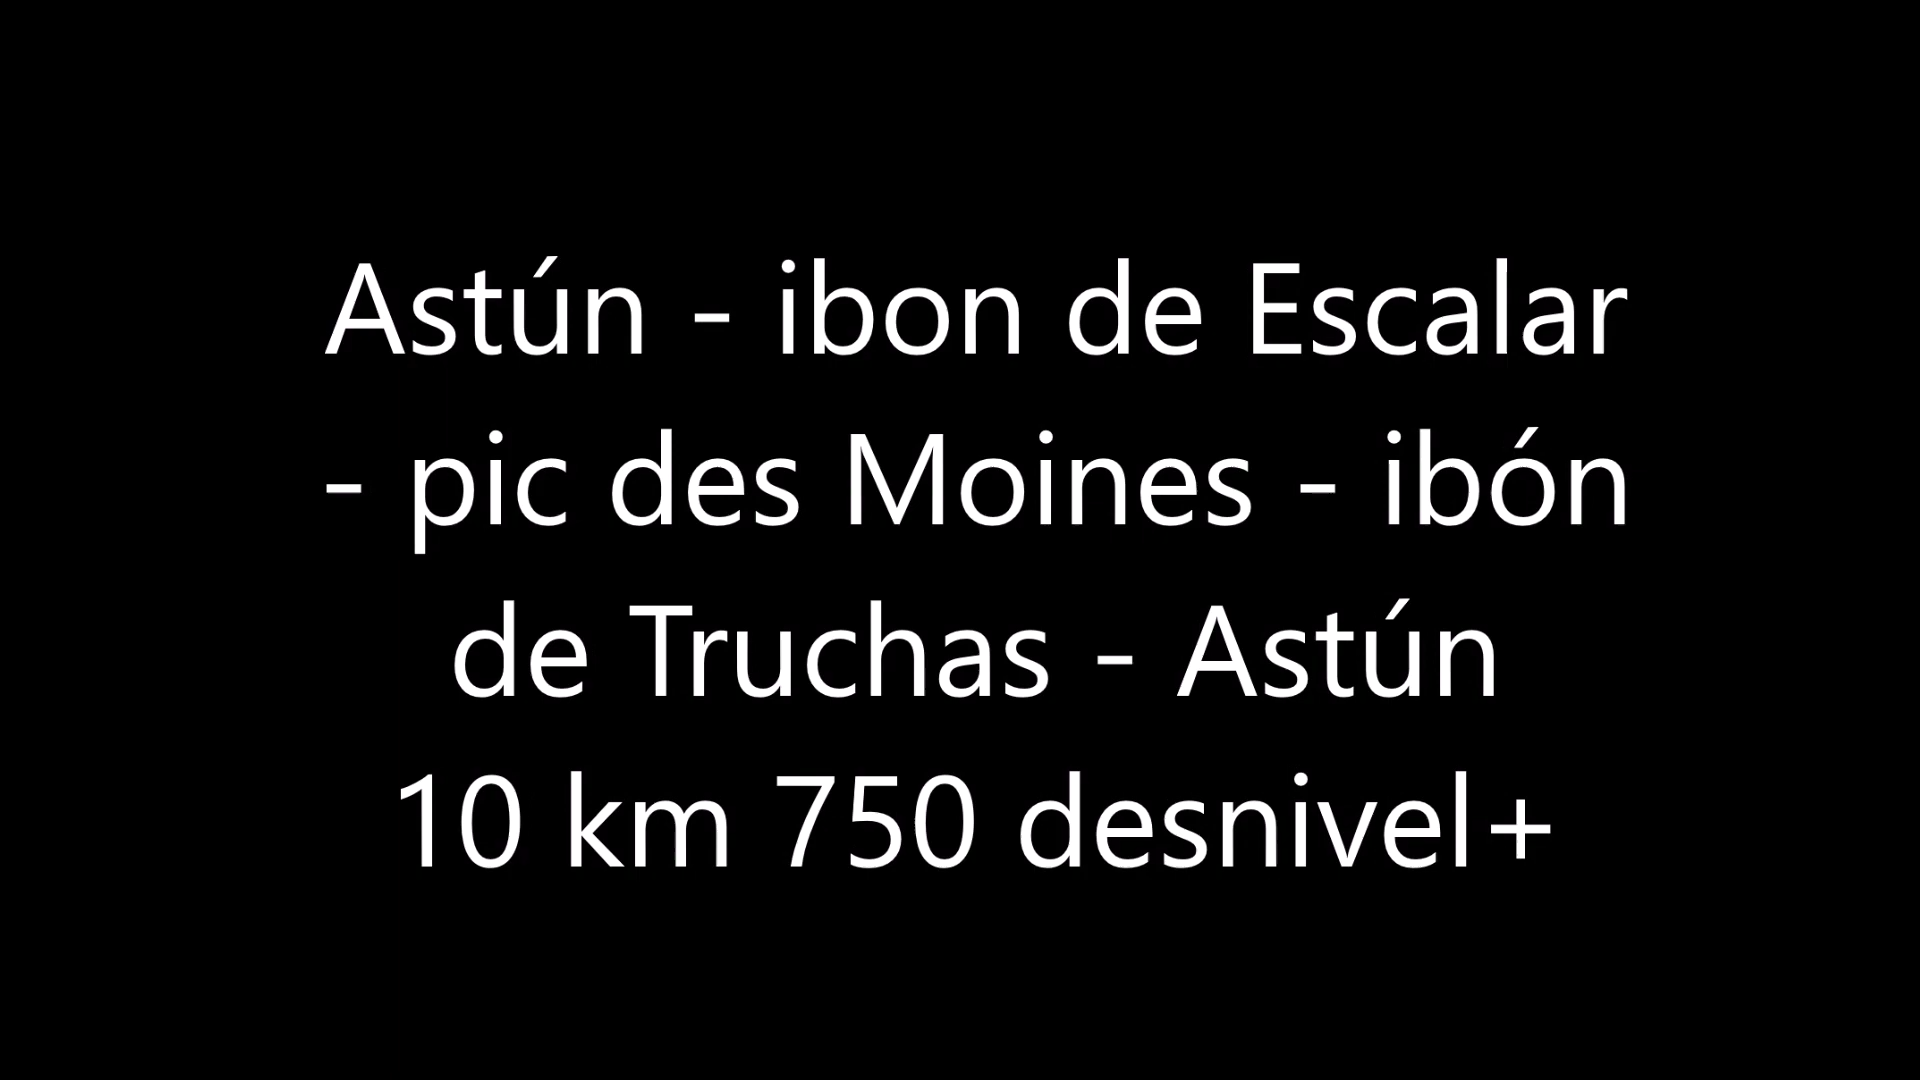 Astún - ibon de Escalar
- pic des Moines - ibón
de Truchas - Astún
10 km 750 desnivel+